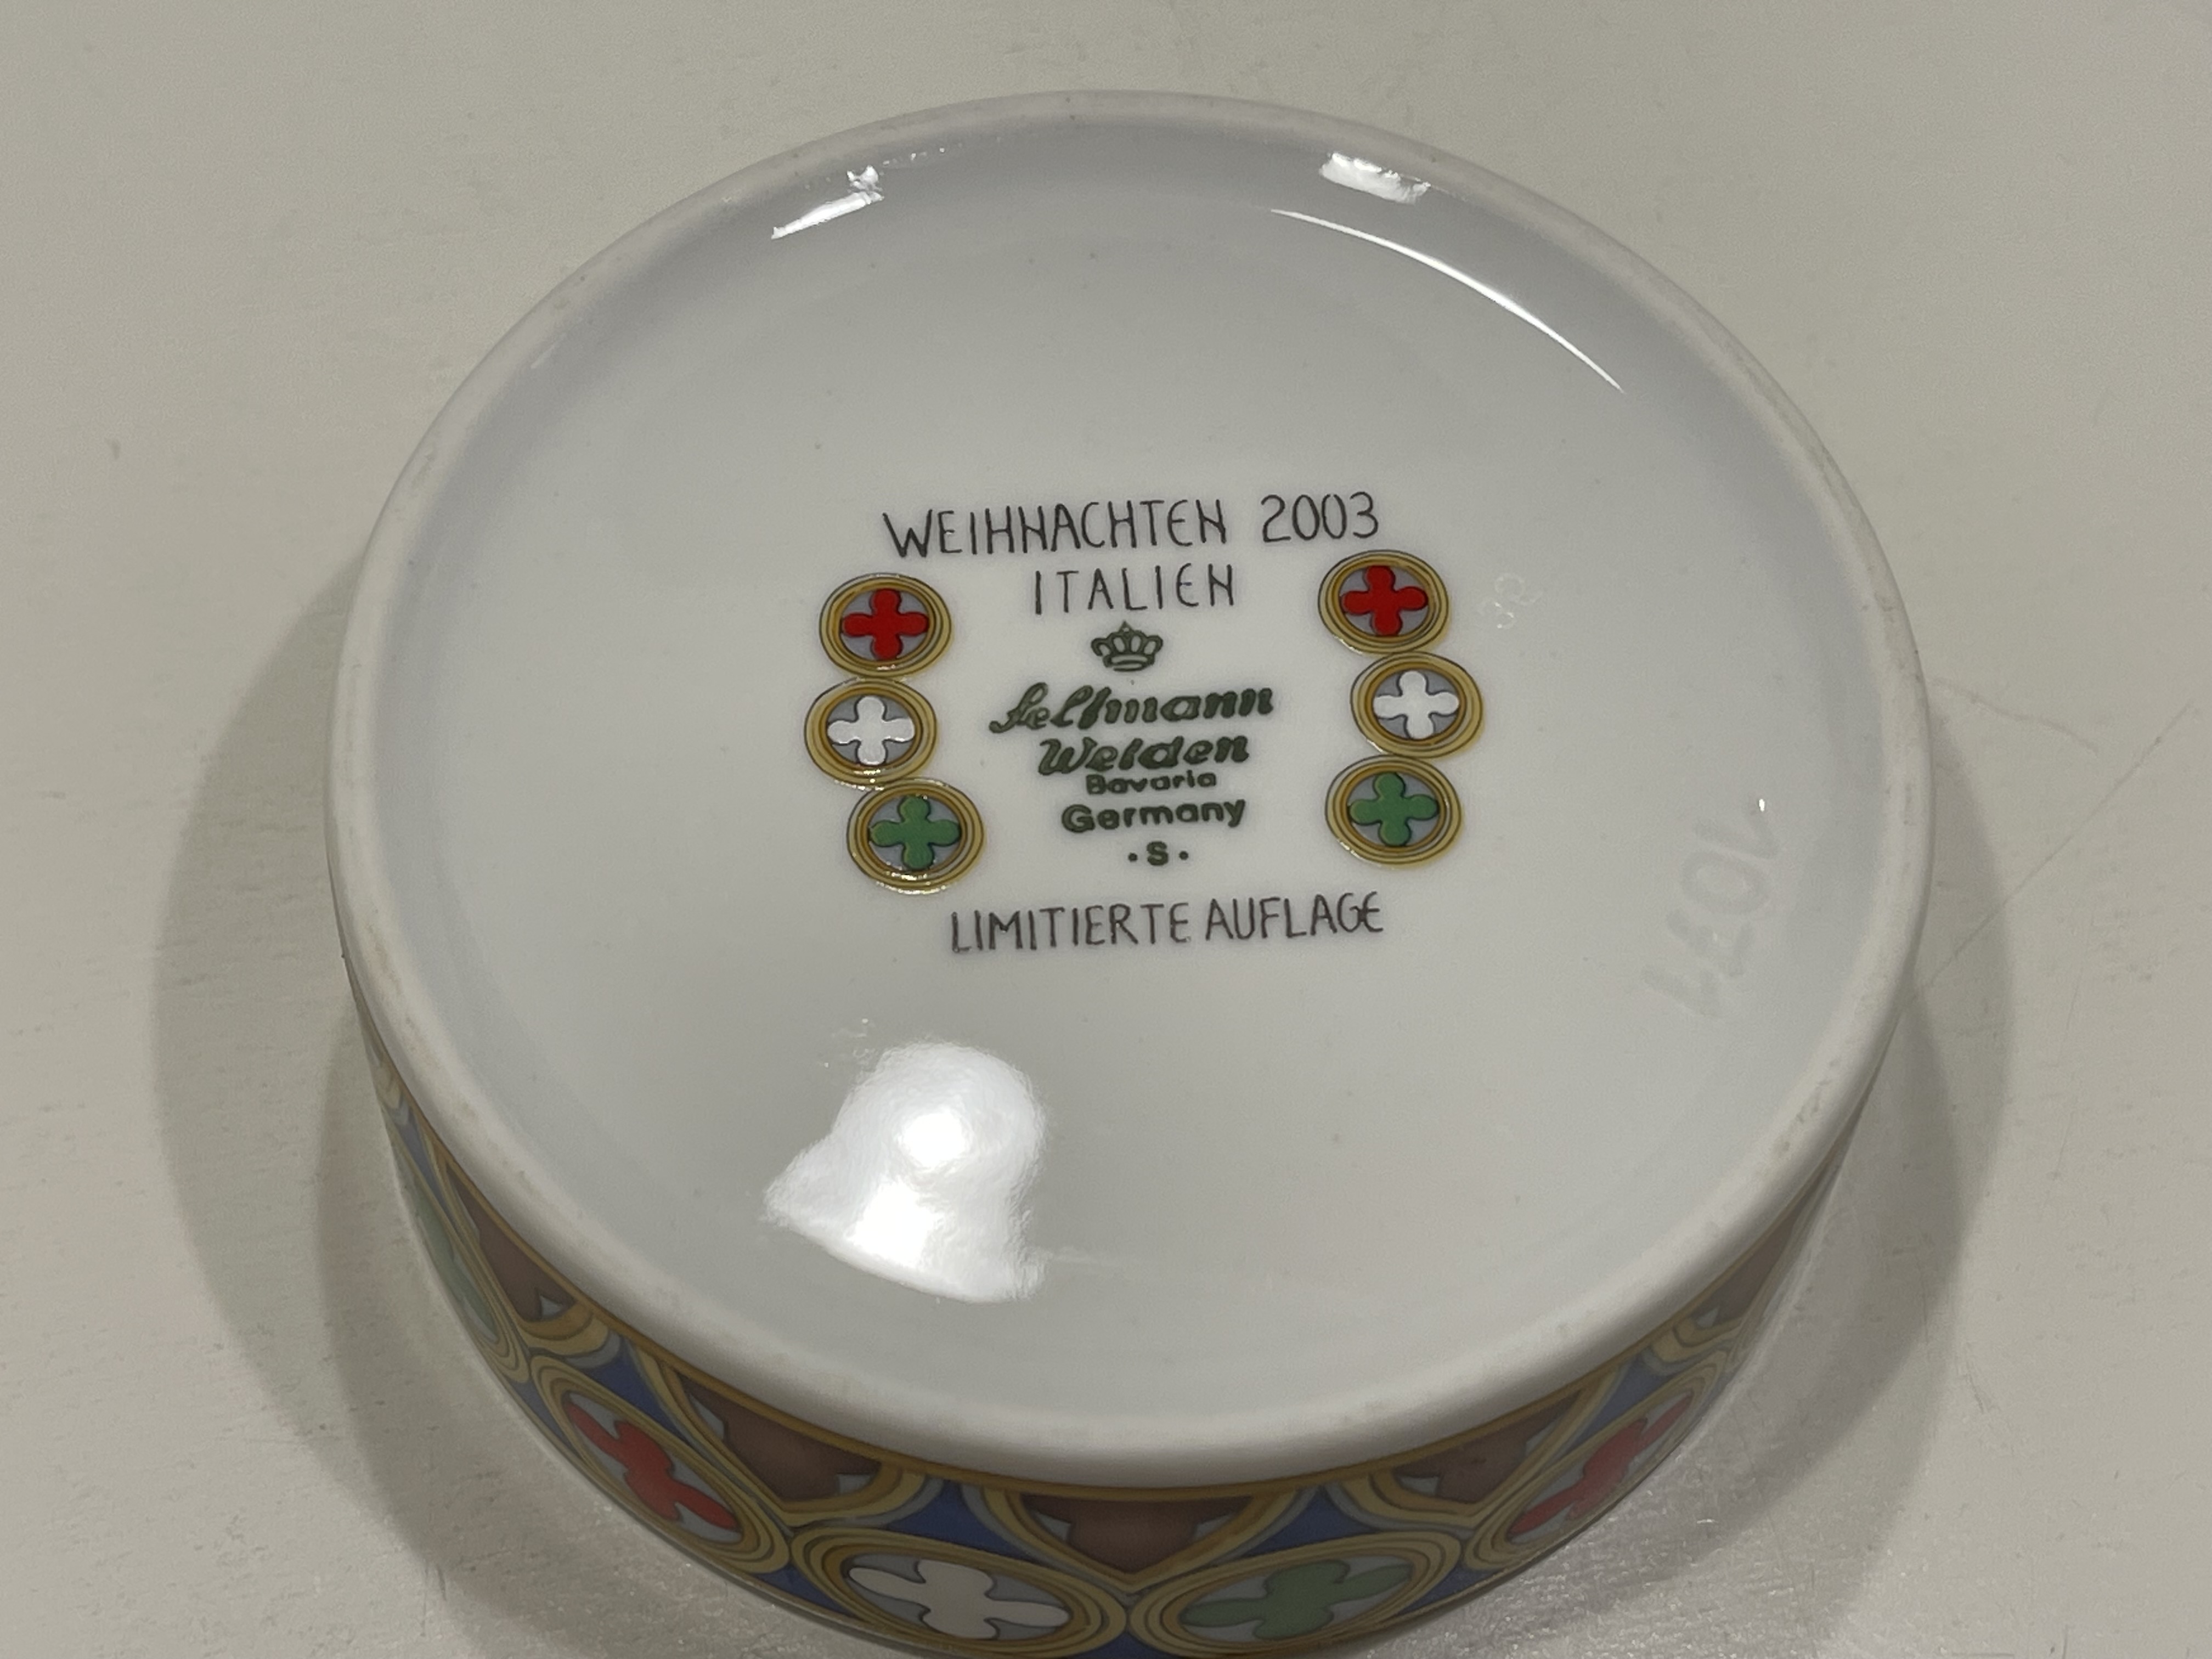 WEIHNACHTEN 2003
ITALIEN
Seltmann
Weiden
Bavaria
Germany
·S·
LIMITIERTE AUFLAGE